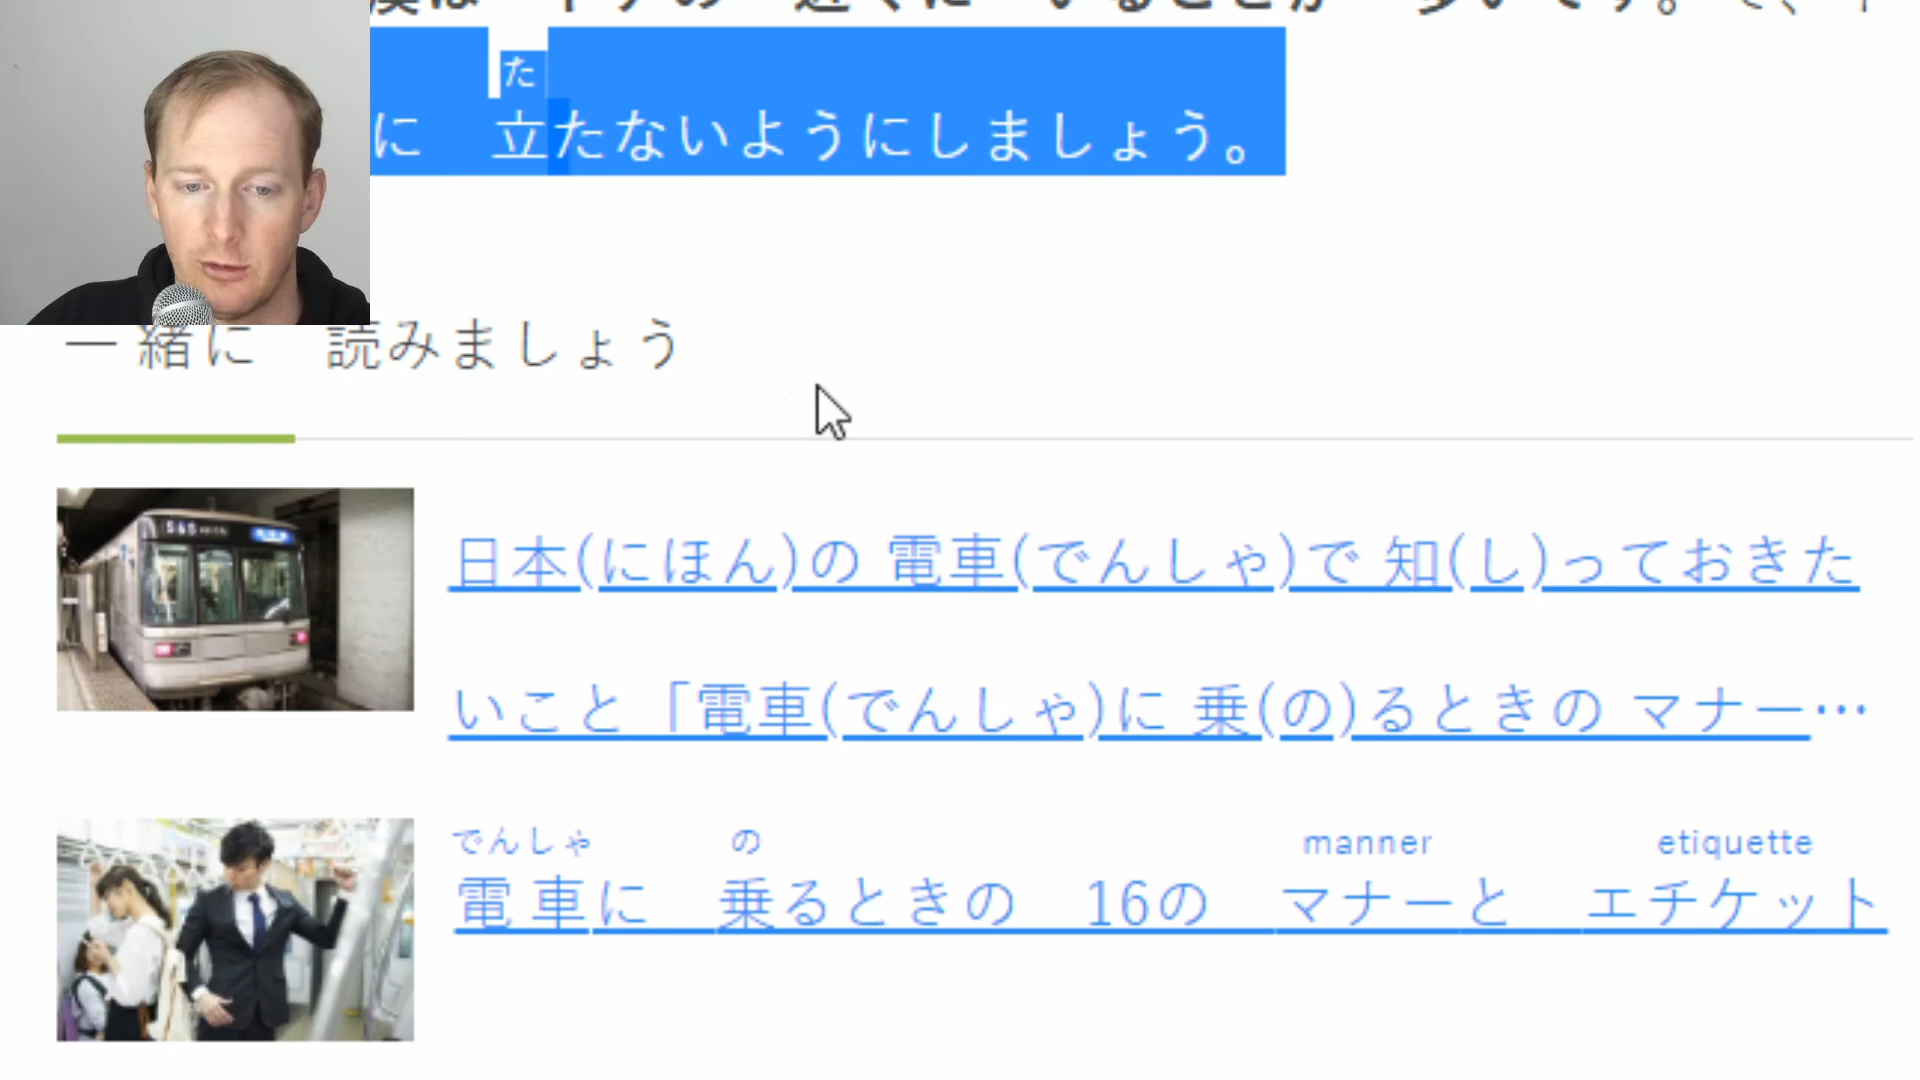 た
に 立たないようにしましょう。
一緒に 読みましょう
日本(にほん)の 電車(でんしゃ)で 知(し)っておきた
いこと「電車(でんしゃ)に 乗(の)るときの マナー…
でんしゃ の manner etiquette
電車に 乗るときの 16の マナーと エチケット